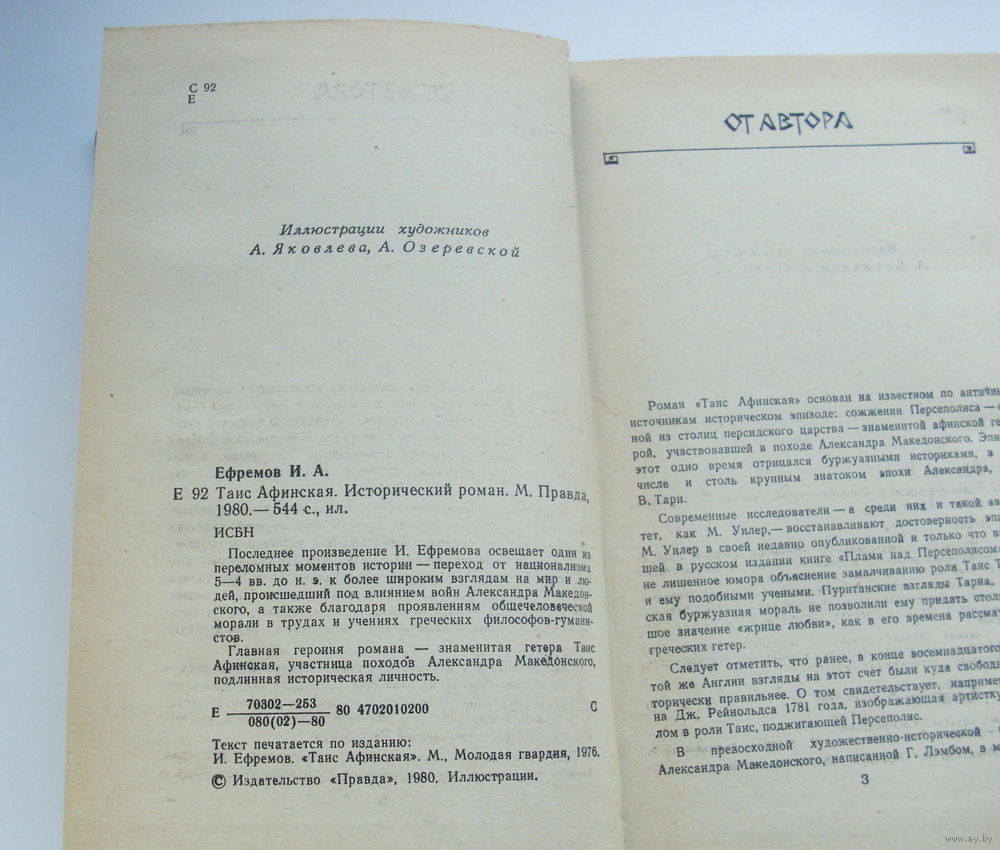 С 92
Е
Иллюстрации художников
А. Яковлева, А. Озеревской
Ефремов И. А.
Е 92 Таис Афинская. Исторический роман. М. Правда,
1980.— 544 с., ил.
ИСБН
Последнее произведение И. Ефремова освещает один из
переломных моментов истории — переход от национализма
5—4 вв. до н. э. к более широким взглядам на мир и лю-
дей, происшедший под влиянием войн Александра Македон-
ского, а также благодаря проявлениям общечеловеческой
морали в трудах и учениях греческих философов-гумани-
стов.
Главная героиня романа — знаменитая гетера Таис
Афинская, участница походов Александра Македонского,
подлинная историческая личность.
70302—253
Е 80 4702010200 С
080(02)—80
Текст печатается по изданию:
И. Ефремов. «Таис Афинская». М., Молодая гвардия, 1976.
© Издательство «Правда», 1980. Иллюстрации.
ОТ АВТОРА
Роман «Таис Афинская» основан на известном по античн
источникам историческом эпизоде: сожжении Персеполиса —
ной из столиц персидского царства — знаменитой афинской ге
рой, участвовавшей в походе Александра Македонского. Эпи
этот одно время отрицался буржуазными историками, в
числе и столь крупным знатоком эпохи Александра,
В. Тарн.
Современные исследователи — а среди них и такой ав
тет, как М. Уилер,— восстанавливают достоверность эпи
М. Уилер в своей недавно опубликованной и только что в
шей в русском издании книге «Пламя над Персеполисом»
не лишенное юмора объяснение замалчиванию роли Таис Т
и ему подобными учеными. Пуританские взгляды Тарна,
ская буржуазная мораль не позволили ему придать стол
шое значение «жрице любви», как в его времена рассма
греческих гетер.
Следует отметить, что ранее, в конце восемнадцатого
той же Англии взгляды на этот счет были куда свобод
торически правильнее. О том свидетельствует, наприме
на Дж. Рейнольдса 1781 года, изображающая артистку
лом в роли Таис, поджигающей Персеполис.
В превосходной художественно-исторической
Александра Македонского, написанной Г. Лэмбом, в м
3
www.ay.by